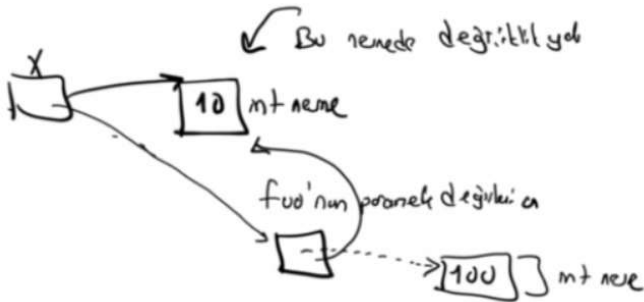 Bu nesnede değişiklik yok
x
10 int nesne
foo'nun parametre değişkeni
100 int nesne